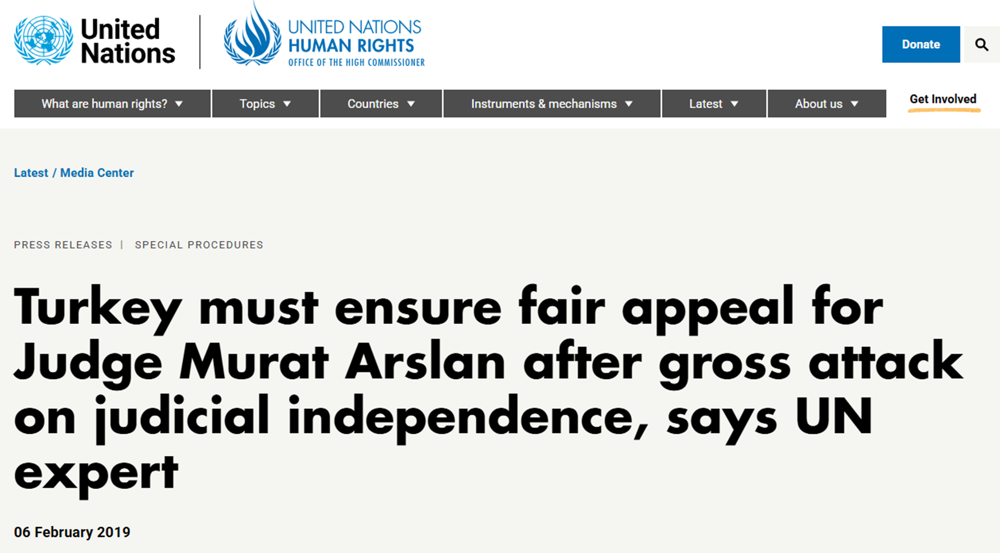 United
Nations
UNITED NATIONS
HUMAN RIGHTS
OFFICE OF THE HIGH COMMISSIONER
Donate
What are human rights?
Topics
Countries
Instruments & mechanisms
Latest
About us
Get Involved
Latest / Media Center
PRESS RELEASES | SPECIAL PROCEDURES
Turkey must ensure fair appeal for
Judge Murat Arslan after gross attack
on judicial independence, says UN
expert
06 February 2019